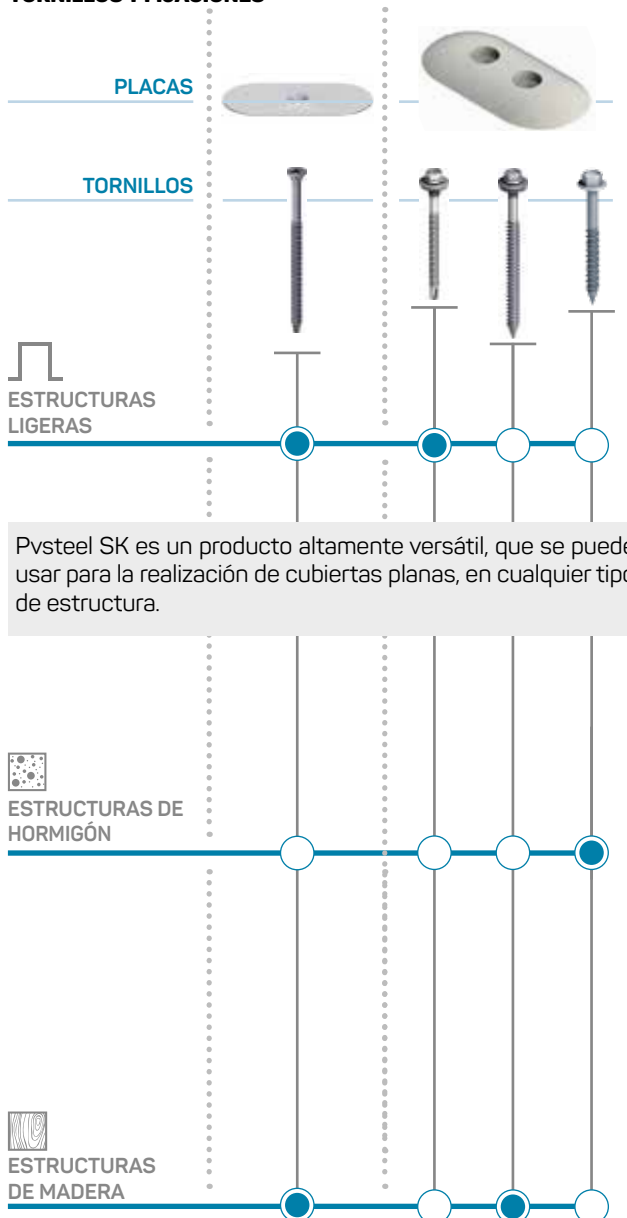 PLACAS
TORNILLOS
ESTRUCTURAS
LIGERAS
Pvsteel SK es un producto altamente versátil, que se puede
usar para la realización de cubiertas planas, en cualquier tipo
de estructura.
ESTRUCTURAS DE
HORMIGÓN
ESTRUCTURAS
DE MADERA